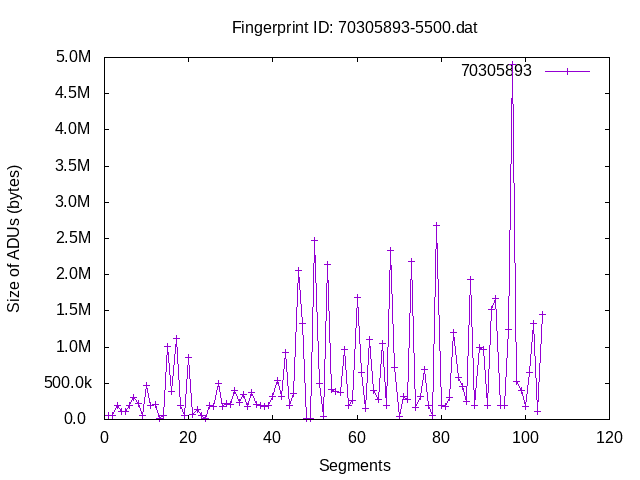 Fingerprint ID: 70305893-5500.dat
70305893
5.0M
4.5M
4.0M
3.5M
3.0M
2.5M
2.0M
1.5M
1.0M
500.0k
0.0
0 20 40 60 80 100 120
Size of ADUs (bytes)
Segments